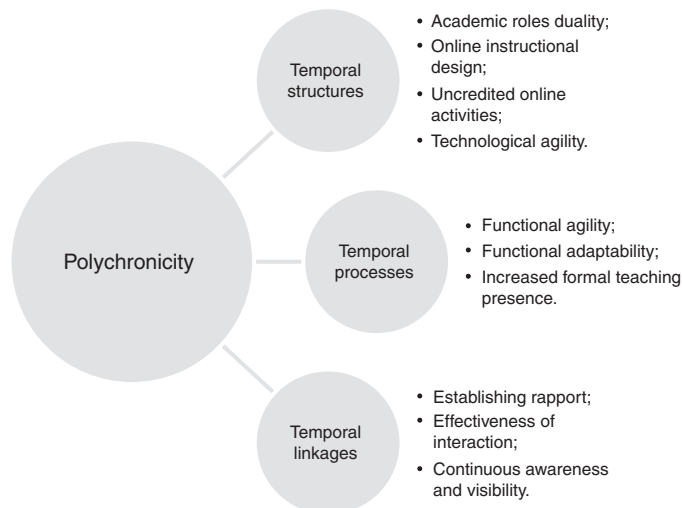 Polychronicity
Temporal
structures
• Academic roles duality;
• Online instructional
design;
• Uncredited online
activities;
• Technological agility.
Temporal
processes
• Functional agility;
• Functional adaptability;
• Increased formal teaching
presence.
Temporal
linkages
• Establishing rapport;
• Effectiveness of
interaction;
• Continuous awareness
and visibility.